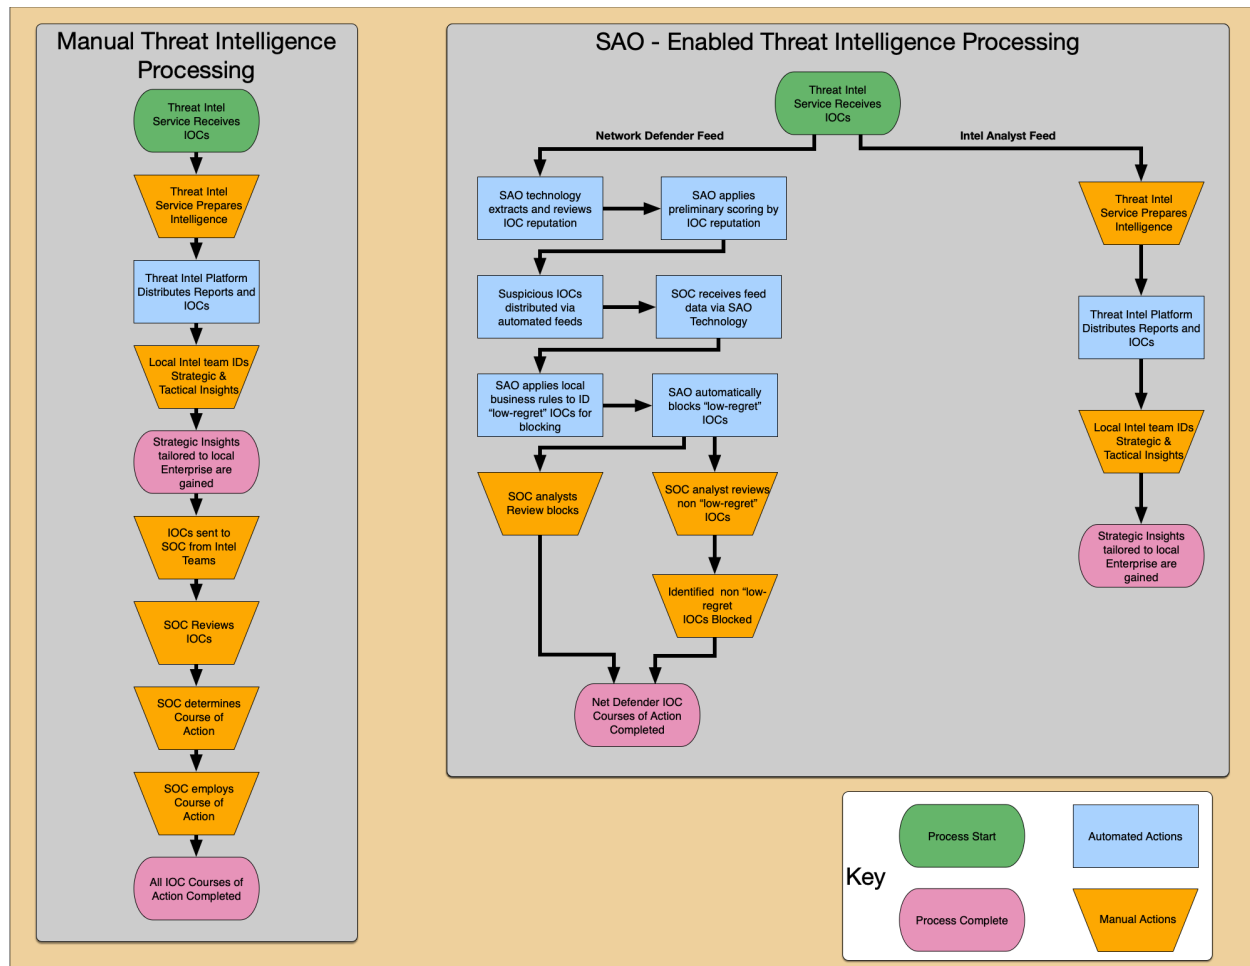 Manual Threat Intelligence
Processing
Threat Intel
Service Receives
IOCs
Threat Intel
Service Prepares
Intelligence
Threat Intel Platform
Distributes Reports and
IOCs
Local Intel team IDs
Strategic &
Tactical Insights
Strategic Insights
tailored to local
Enterprise are
gained
IOCs sent to
SOC from Intel
Teams
SOC Reviews
IOCs
SOC determines
Course of
Action
SOC employs
Course of
Action
All IOC Courses of
Action Completed
SAO - Enabled Threat Intelligence Processing
Threat Intel
Service Receives
IOCs
Network Defender Feed
Intel Analyst Feed
SAO technology
extracts and reviews
IOC reputation
SAO applies
preliminary scoring by
IOC reputation
Suspicious IOCs
distributed via
automated feeds
SOC receives feed
data via SAO
Technology
SAO applies local
business rules to ID
“low-regret” IOCs for
blocking
SAO automatically
blocks “low-regret”
IOCs
SOC analysts
Review blocks
SOC analyst reviews
non “low-regret”
IOCs
Identified non “low-
regret
IOCs Blocked
Net Defender IOC
Courses of Action
Completed
Threat Intel
Service Prepares
Intelligence
Threat Intel Platform
Distributes Reports and
IOCs
Local Intel team IDs
Strategic &
Tactical Insights
Strategic Insights
tailored to local
Enterprise are
gained
Key
Process Start
Automated Actions
Process Complete
Manual Actions